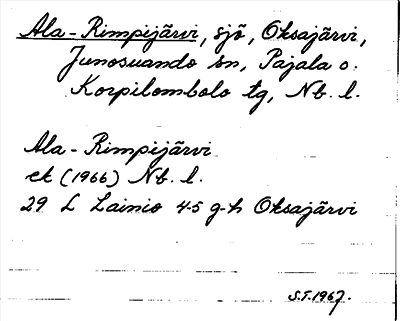 Ala-Rimpijärvi, sjö, Oksajärvi,
Junosuando sn, Pajala o.
Korpilombolo tg, Nb. l.
Ala-Rimpijärvi
ek (1966) Nb. l.
29 L Lainio 4-5 g-h Oksajärvi
S.T.1967.